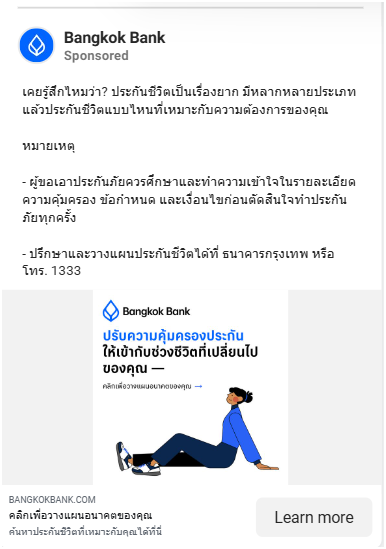 Bangkok Bank
Sponsored
เคยรู้สึกไหมว่า? ประกันชีวิตเป็นเรื่องยาก มีหลากหลายประเภท
แล้วประกันชีวิตแบบไหนที่เหมาะกับความต้องการของคุณ
หมายเหตุ
- ผู้ขอเอาประกันภัยควรศึกษาและทำความเข้าใจในรายละเอียด
ความคุ้มครอง ข้อกำหนด และเงื่อนไขก่อนตัดสินใจทำประกัน
ภัยทุกครั้ง
- ปรึกษาและวางแผนประกันชีวิตได้ที่ ธนาคารกรุงเทพ หรือ
โทร. 1333
Bangkok Bank
ปรับความคุ้มครองประกัน
ให้เข้ากับช่วงชีวิตที่เปลี่ยนไป
ของคุณ —
คลิกเพื่อวางแผนอนาคตของคุณ →
BANGKOKBANK.COM
คลิกเพื่อวางแผนอนาคตของคุณ
ค้นหาประกันชีวิตที่เหมาะกับคุณได้ที่นี่
Learn more